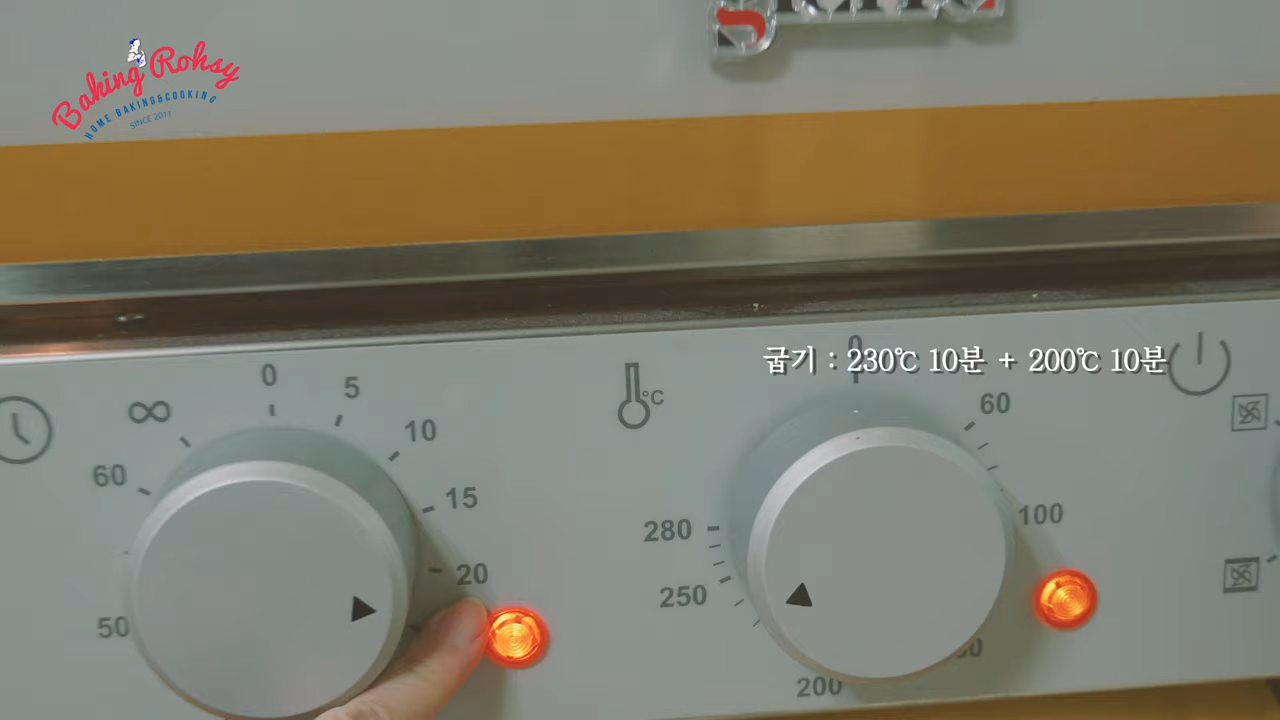 Baking Rohsy
HOME BAKING&COOKING
SINCE 2011
굽기 : 230℃ 10분 + 200℃ 10분
0
5
10
15
20
50
60
∞
°C
0
60
100
200
250
280